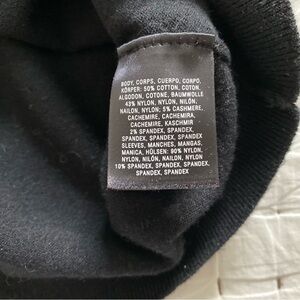 BODY, CORPS, CUERPO, CORPO,
KÖRPER: 50% COTTON, COTON,
ALGODON, COTONE, BAUMWOLLE
43% NYLON, NYLON, NILÓN,
NAILON, NYLON; 5% CASHMERE,
CACHEMIRE, CACHEMIRA,
CACHEMIRE, KASCHMIR
2% SPANDEX, SPANDEX,
SPANDEX, SPANDEX, SPANDEX
SLEEVES, MANCHES, MANGAS,
MANICA, HÜLSEN: 90% NYLON,
NYLON, NILÓN, NAILON, NYLON
10% SPANDEX, SPANDEX,
SPANDEX, SPANDEX, SPANDEX